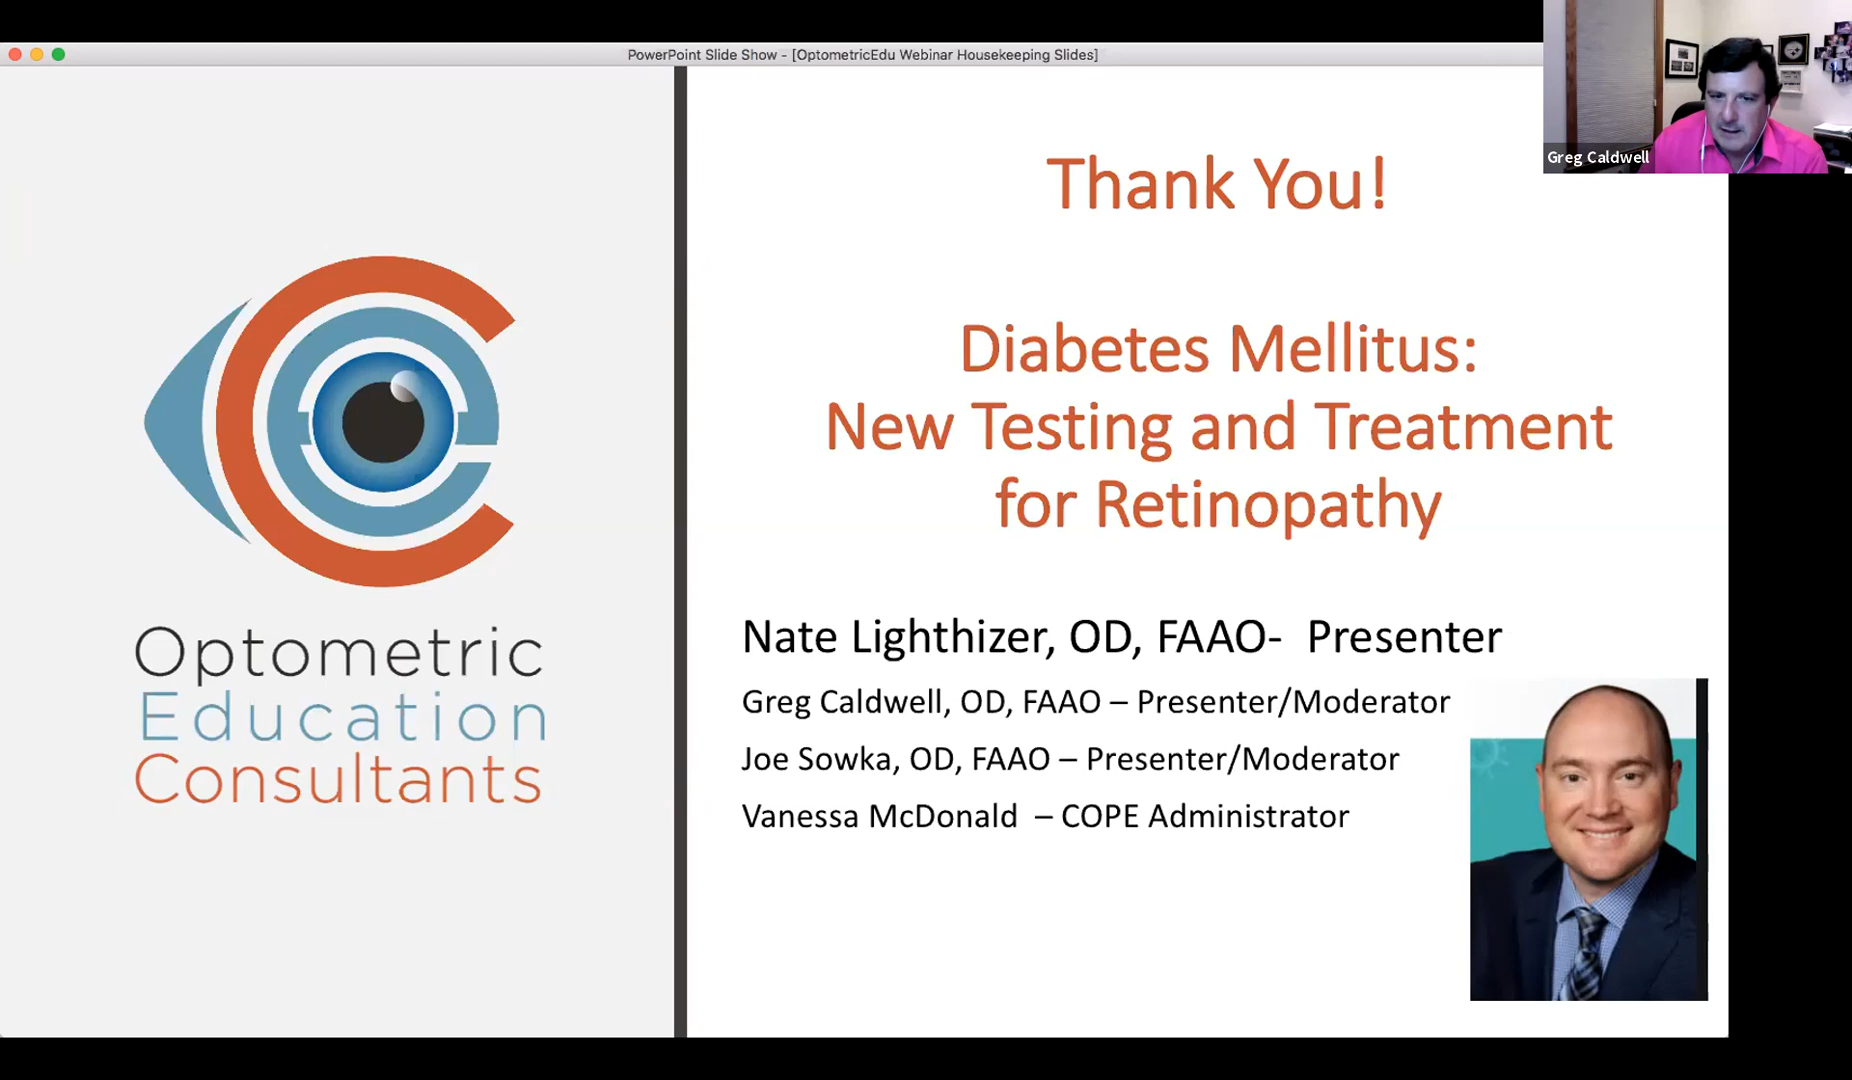 PowerPoint Slide Show - [OptometricEdu Webinar Housekeeping Slides]
Greg Caldwell
Thank You!
Diabetes Mellitus:
New Testing and Treatment
for Retinopathy
Nate Lighthizer, OD, FAAO- Presenter
Greg Caldwell, OD, FAAO – Presenter/Moderator
Joe Sowka, OD, FAAO – Presenter/Moderator
Vanessa McDonald – COPE Administrator
Optometric
Education
Consultants